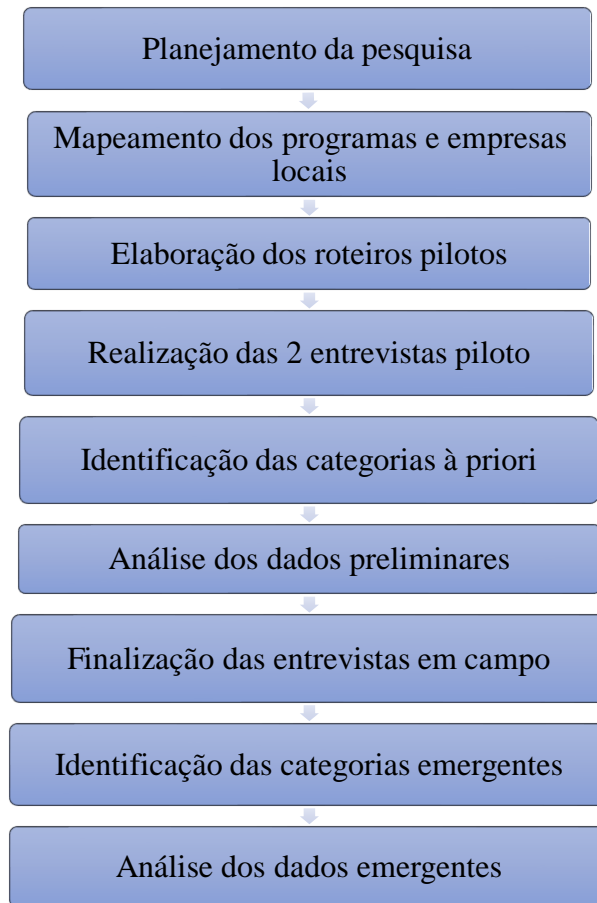 Planejamento da pesquisa
Mapeamento dos programas e empresas
locais
Elaboração dos roteiros pilotos
Realização das 2 entrevistas piloto
Identificação das categorias à priori
Análise dos dados preliminares
Finalização das entrevistas em campo
Identificação das categorias emergentes
Análise dos dados emergentes